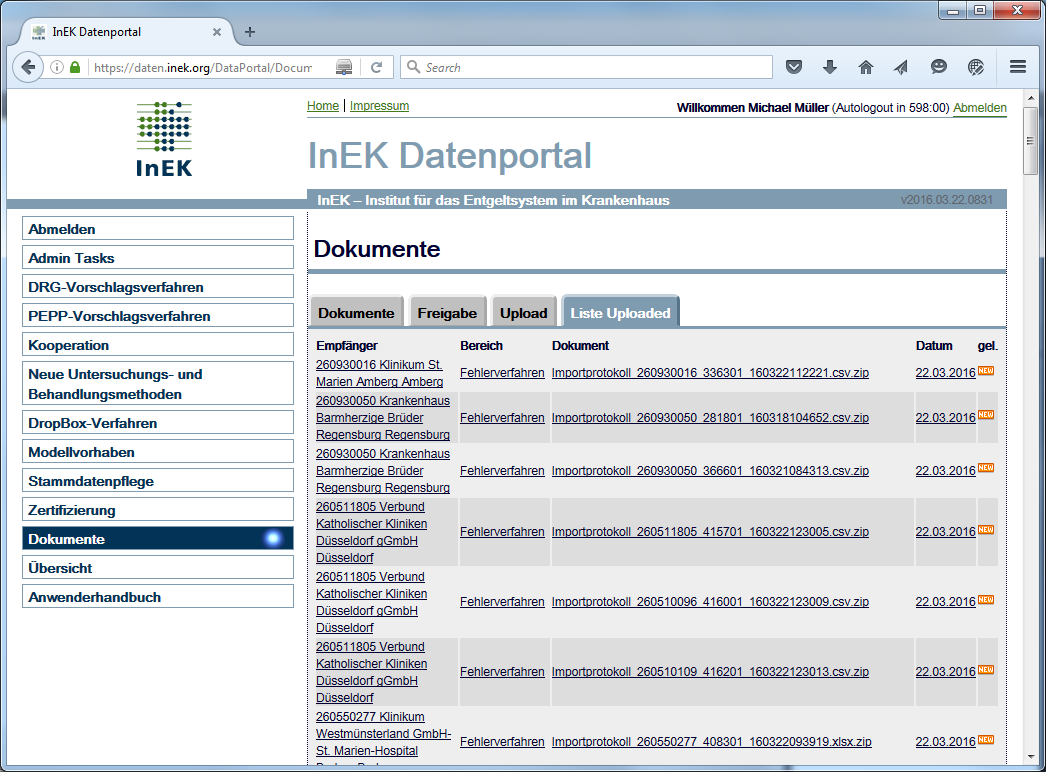 InEK Datenportal
https://daten.inek.org/DataPortal/Docum
Search
InEK
Home | Impressum
Willkommen Michael Müller (Autologout in 598:00) Abmelden
InEK Datenportal
InEK – Institut für das Entgeltsystem im Krankenhaus
v2016.03.22.0831
Abmelden
Admin Tasks
DRG-Vorschlagsverfahren
PEPP-Vorschlagsverfahren
Kooperation
Neue Untersuchungs- und
Behandlungsmethoden
DropBox-Verfahren
Modellvorhaben
Stammdatenpflege
Zertifizierung
Dokumente
Übersicht
Anwenderhandbuch
Dokumente
Dokumente Freigabe Upload Liste Uploaded
Empfänger Bereich Dokument Datum gel.
260930016 Klinikum St.
Marien Amberg Amberg
Fehlerverfahren Importprotokoll_260930016_336301_160322112221.csv.zip 22.03.2016 NEW
260930050 Krankenhaus
Barmherzige Brüder
Regensburg Regensburg
Fehlerverfahren Importprotokoll_260930050_281801_160318104652.csv.zip 22.03.2016 NEW
260930050 Krankenhaus
Barmherzige Brüder
Regensburg Regensburg
Fehlerverfahren Importprotokoll_260930050_366601_160321084313.csv.zip 22.03.2016 NEW
260511805 Verbund
Katholischer Kliniken
Düsseldorf gGmbH
Düsseldorf
Fehlerverfahren Importprotokoll_260511805_415701_160322123005.csv.zip 22.03.2016 NEW
260511805 Verbund
Katholischer Kliniken
Düsseldorf gGmbH
Düsseldorf
Fehlerverfahren Importprotokoll_260510096_416001_160322123009.csv.zip 22.03.2016 NEW
260511805 Verbund
Katholischer Kliniken
Düsseldorf gGmbH
Düsseldorf
Fehlerverfahren Importprotokoll_260510109_416201_160322123013.csv.zip 22.03.2016 NEW
260550277 Klinikum
Westmünsterland GmbH-
St. Marien-Hospital
Fehlerverfahren Importprotokoll_260550277_408301_160322093919.xlsx.zip 22.03.2016 NEW